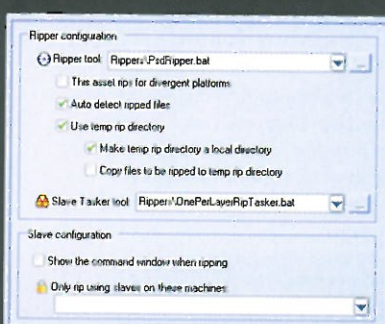 Ripper configuration
Ripper tool: Rippers\PsdRipper.bat
This asset rips for divergent platforms
Auto detect ripped files
Use temp rip directory
Make temp rip directory a local directory
Copy files to be ripped to temp rip directory
Slave Tasker tool: Rippers\OnePerLayerRipTasker.bat
Slave configuration
Show the command window when ripping
Only rip using slaves on these machines: